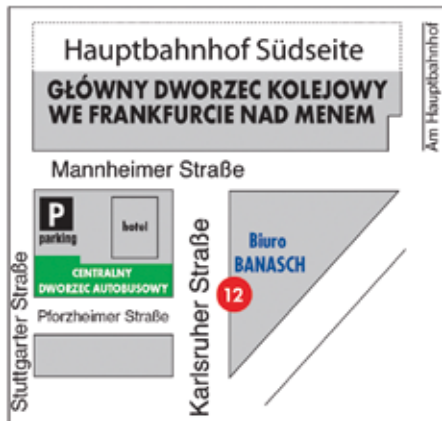 Hauptbahnhof Südseite
GŁÓWNY DWORZEC KOLEJOWY
WE FRANKFURCIE NAD MENEM
Am Hauptbahnhof
Mannheimer Straße
P
parking
hotel
CENTRALNY
DWORZEC AUTOBUSOWY
Stuttgarter Straße
Pforzheimer Straße
Karlsruher Straße
Biuro
BANASCH
12